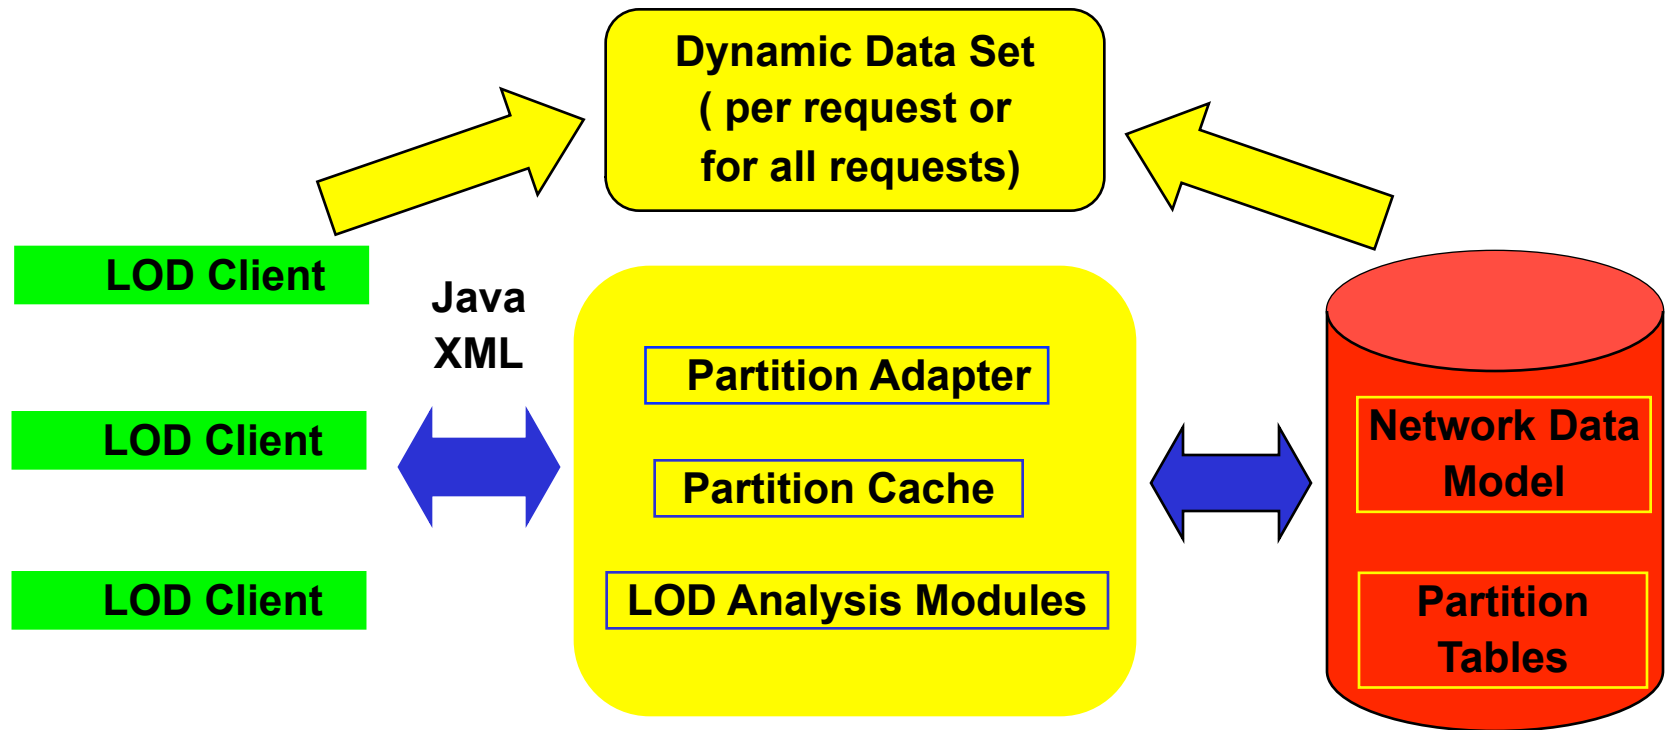 Dynamic Data Set
( per request or
for all requests)
LOD Client
LOD Client
LOD Client
Java
XML
Partition Adapter
Partition Cache
LOD Analysis Modules
Network Data
Model
Partition
Tables